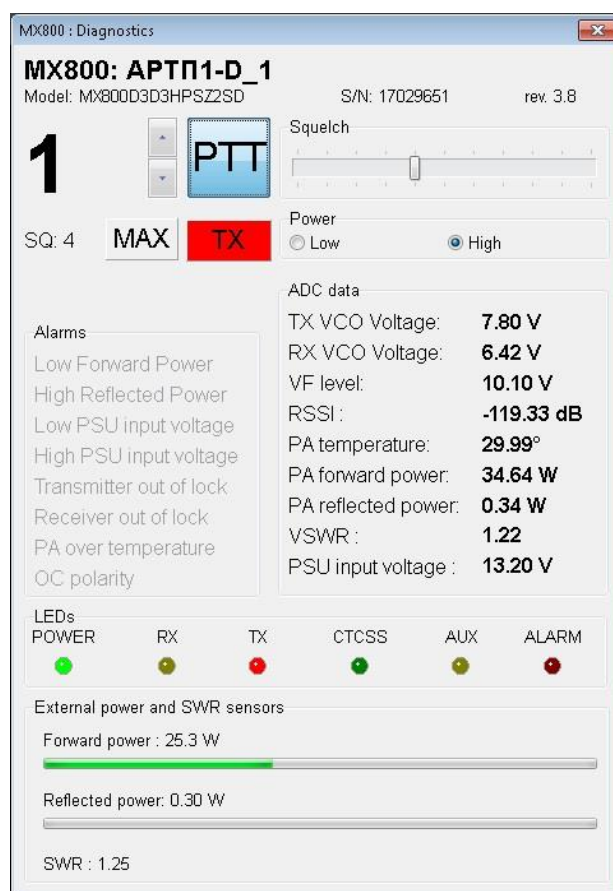 MX800 : Diagnostics
MX800: АРТП1-D_1
Model: MX800D3D3HPSZ2SD S/N: 17029651 rev. 3.8
1
PTT
Squelch
SQ: 4 MAX TX
Power
Low High
Alarms
Low Forward Power
High Reflected Power
Low PSU input voltage
High PSU input voltage
Transmitter out of lock
Receiver out of lock
PA over temperature
OC polarity
ADC data
TX VCO Voltage: 7.80 V
RX VCO Voltage: 6.42 V
VF level: 10.10 V
RSSI : -119.33 dB
PA temperature: 29.99°
PA forward power: 34.64 W
PA reflected power: 0.34 W
VSWR : 1.22
PSU input voltage : 13.20 V
LEDs
POWER RX TX CTCSS AUX ALARM
External power and SWR sensors
Forward power : 25.3 W
Reflected power: 0.30 W
SWR : 1.25